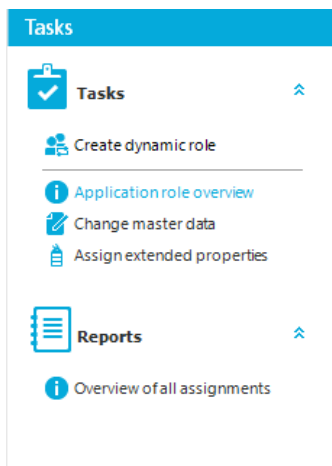 Tasks
Tasks
Create dynamic role
Application role overview
Change master data
Assign extended properties
Reports
Overview of all assignments